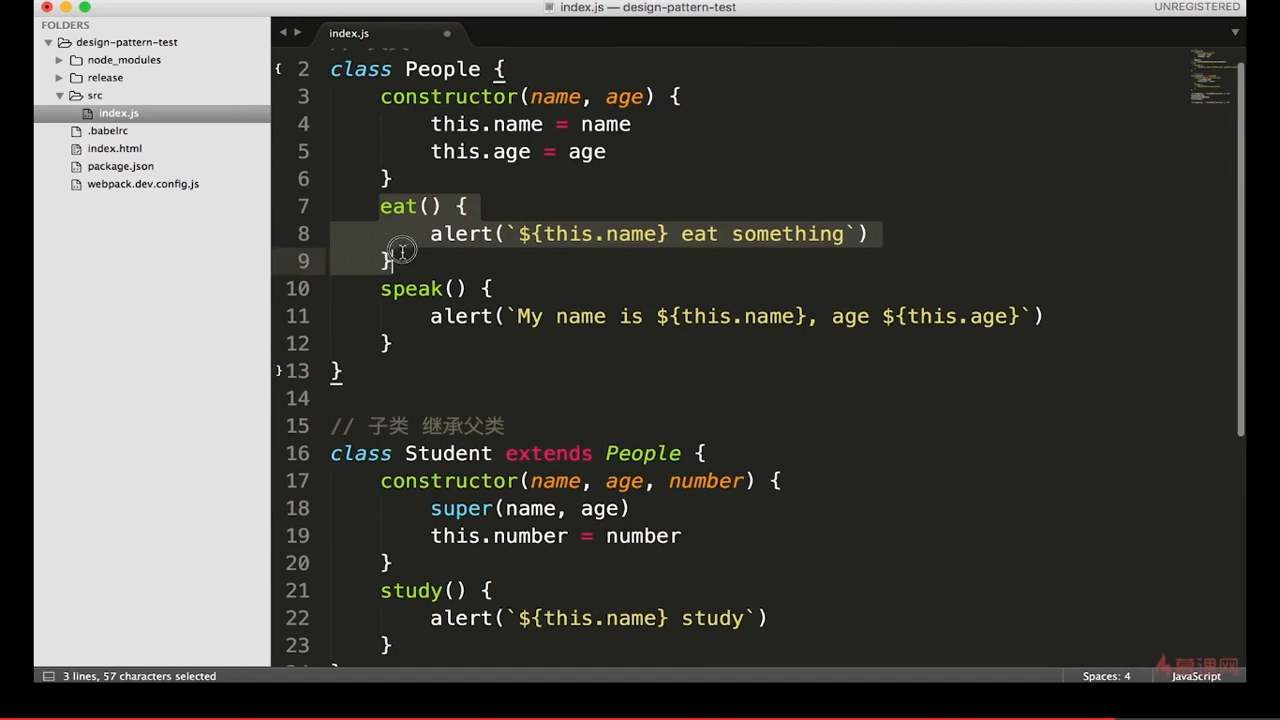 index.js — design-pattern-test
UNREGISTERED
FOLDERS
design-pattern-test
node_modules
release
src
index.js
.babelrc
index.html
package.json
webpack.dev.config.js
index.js
2 class People {
3 constructor(name, age) {
4 this.name = name
5 this.age = age
6 }
7 eat() {
8 alert(`${this.name} eat something`)
9 }
10 speak() {
11 alert(`My name is ${this.name}, age ${this.age}`)
12 }
13 }
14
15 // 子类 继承父类
16 class Student extends People {
17 constructor(name, age, number) {
18 super(name, age)
19 this.number = number
20 }
21 study() {
22 alert(`${this.name} study`)
23 }
3 lines, 57 characters selected
Spaces: 4
JavaScript
慕课网